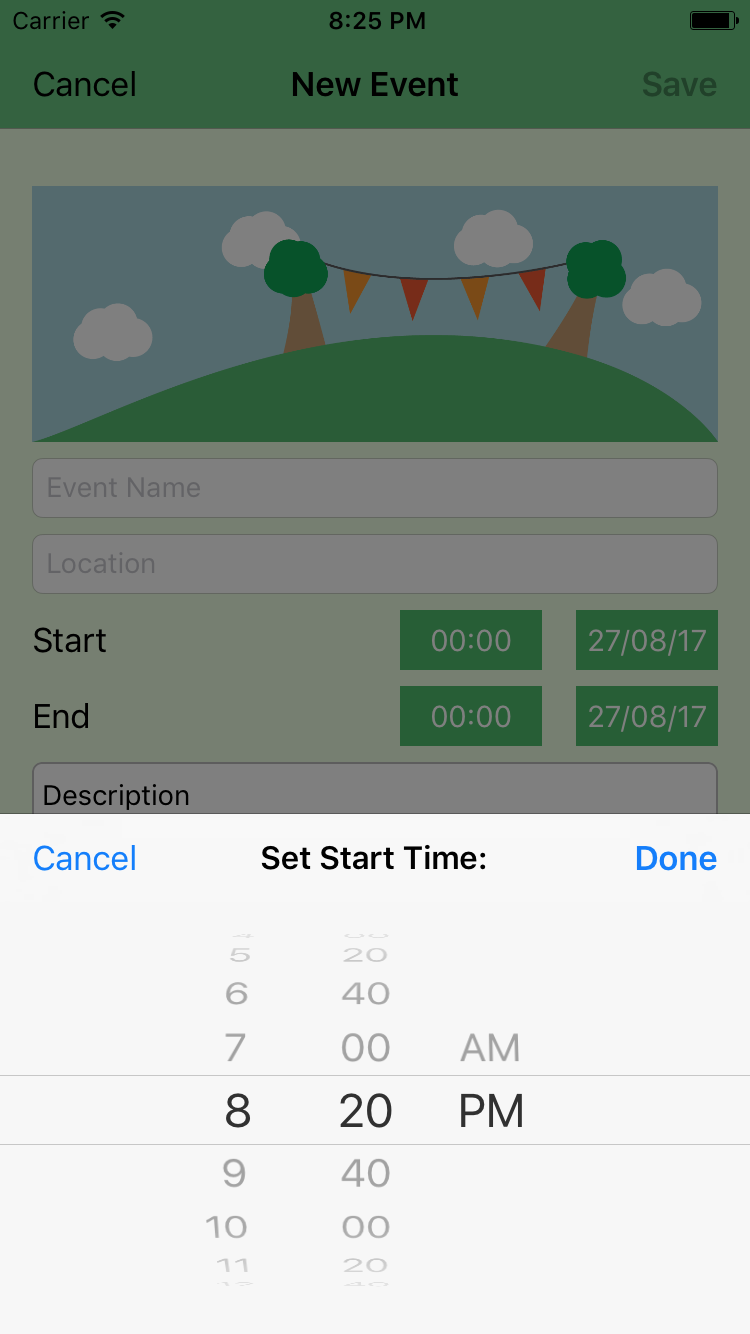 Carrier 8:25 PM
Cancel New Event Save
Event Name
Location
Start 00:00 27/08/17
End 00:00 27/08/17
Description
Cancel Set Start Time: Done
5 20
6 40
7 00 AM
8 20 PM
9 40
10 00
11 20